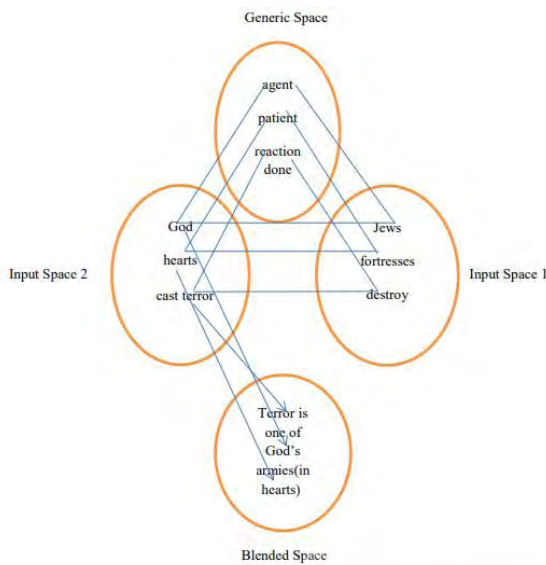 Generic Space
agent
patient
reaction
done
God
Jews
Input Space 2
hearts
fortresses
Input Space 1
cast terror
destroy
Terror is
one of
God's
armies(in
hearts)
Blended Space